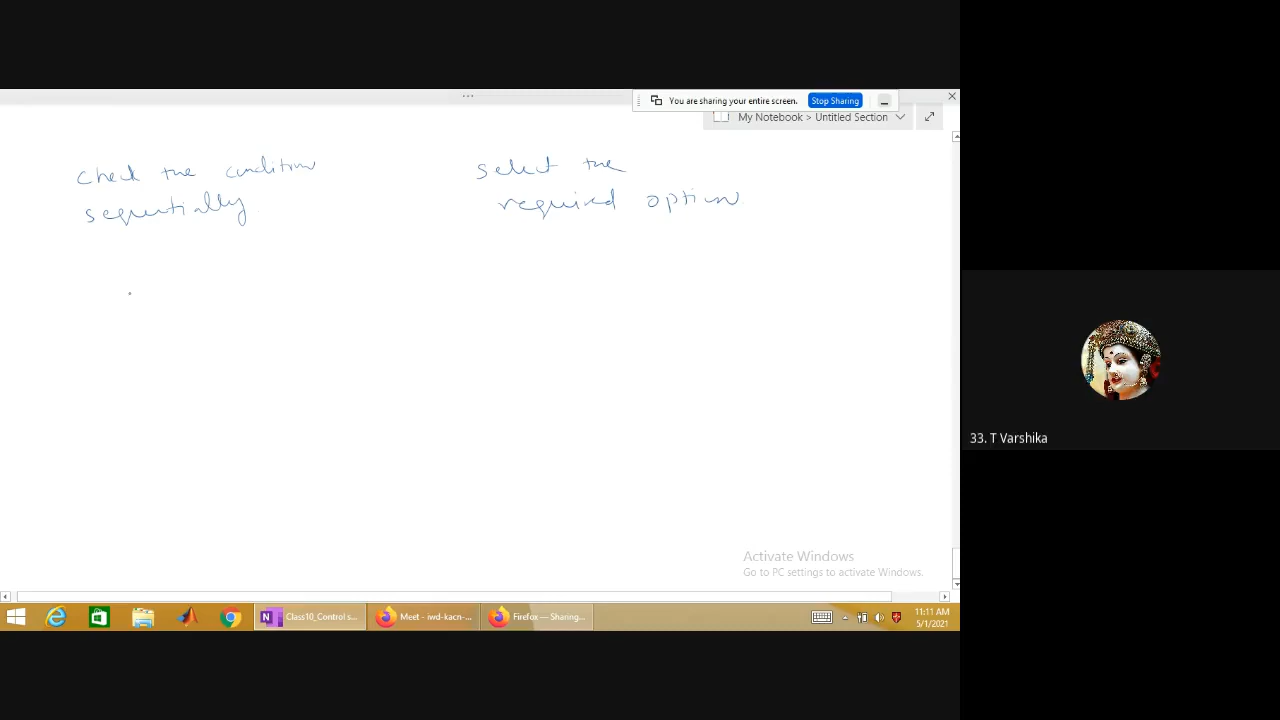 You are sharing your entire screen. Stop Sharing
My Notebook > Untitled Section
check the condition
sequentially.
select the
required option.
33. T Varshika
Activate Windows
Go to PC settings to activate Windows.
Class10_Control s...
Meet - iwd-kacn-...
Firefox — Sharing...
11:11 AM
5/1/2021